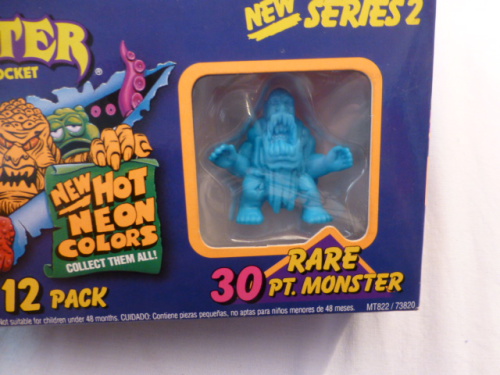 NEW SERIES 2
TER
OCKET
®
NEW HOT
NEON
COLORS
COLLECT THEM ALL!
12 PACK
RARE
30 PT. MONSTER
MT822 / 73820
Not suitable for children under 48 months. CUIDADO: Contiene piezas pequeñas, no aptas para niños menores de 48 meses.